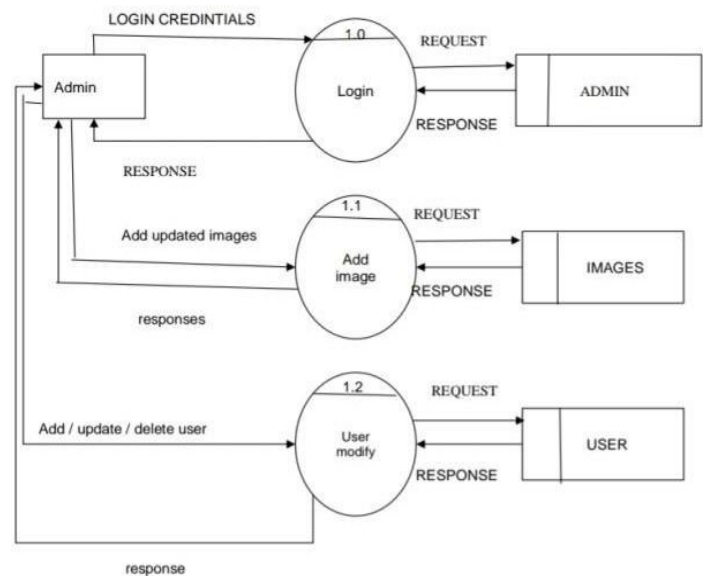 LOGIN CREDINTIALS
1.0
REQUEST
Admin
Login
ADMIN
RESPONSE
RESPONSE
1.1
REQUEST
Add updated images
Add
image
IMAGES
RESPONSE
responses
1.2
REQUEST
Add / update / delete user
User
modify
USER
RESPONSE
response